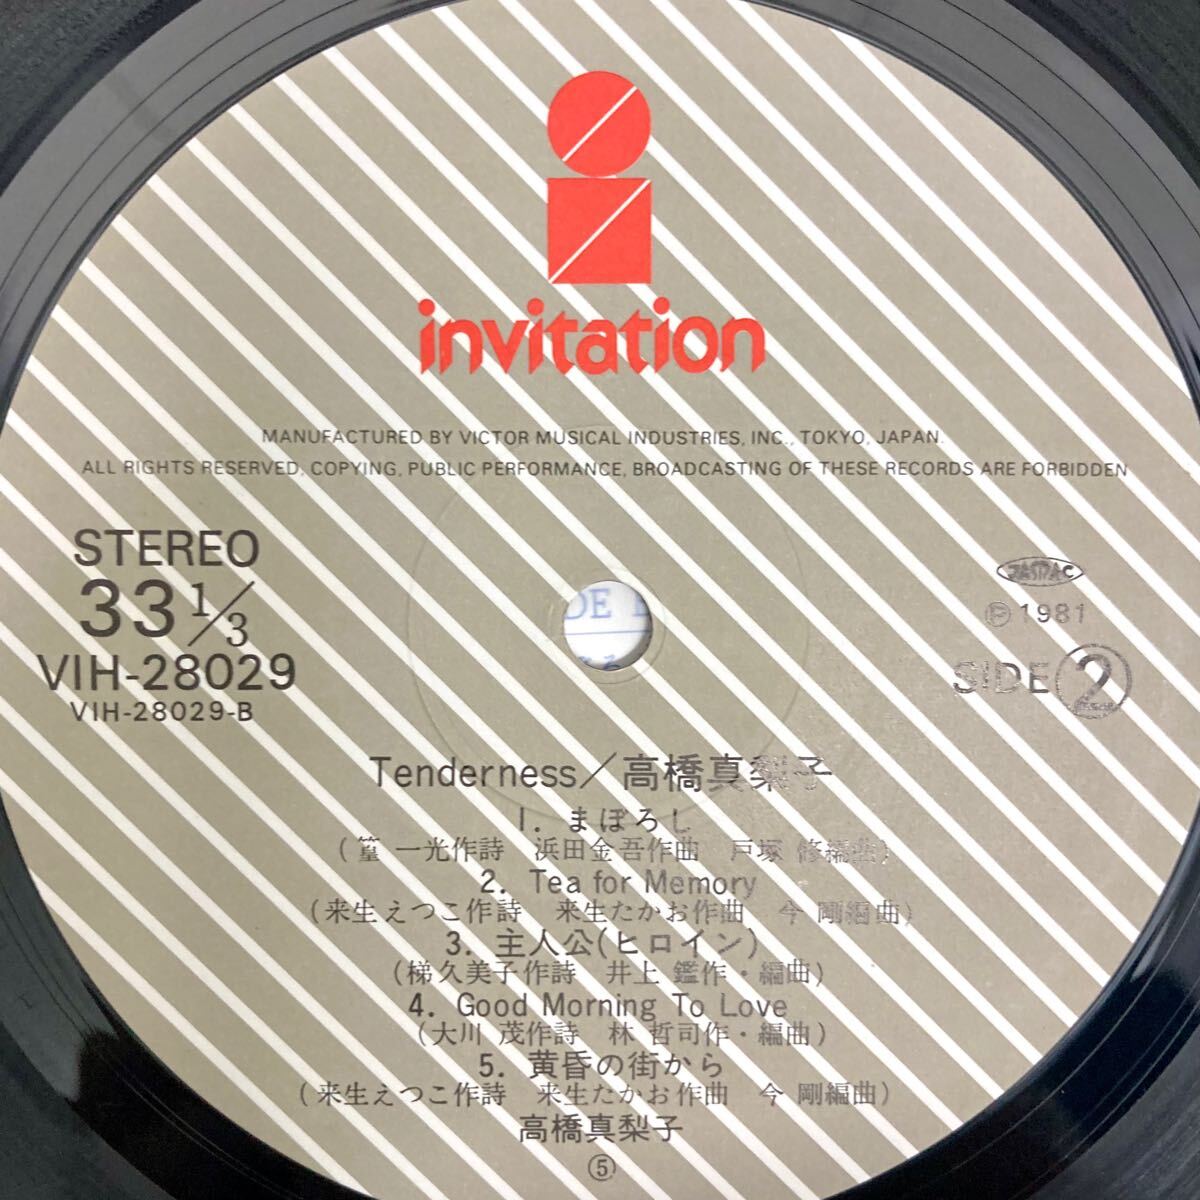 invitation
MANUFACTURED BY VICTOR MUSICAL INDUSTRIES, INC., TOKYO, JAPAN.
ALL RIGHTS RESERVED, COPYING, PUBLIC PERFORMANCE, BROADCASTING OF THESE RECORDS ARE FORBIDDEN
STEREO
33 1/3
VIH-28029
VIH-28029-B
JASRAC
Ⓟ1981
SIDE ②
Tenderness／高橋真梨子
1. まぼろし
(篁 一光作詩 浜田金吾作曲 戸塚 修編曲)
2. Tea for Memory
(来生えつこ作詩 来生たかお作曲 今 剛編曲)
3. 主人公(ヒロイン)
(梯久美子作詩 井上 鑑作・編曲)
4. Good Morning To Love
(大川 茂作詩 林 哲司作・編曲)
5. 黄昏の街から
(来生えつこ作詩 来生たかお作曲 今 剛編曲)
高橋真梨子
⑤